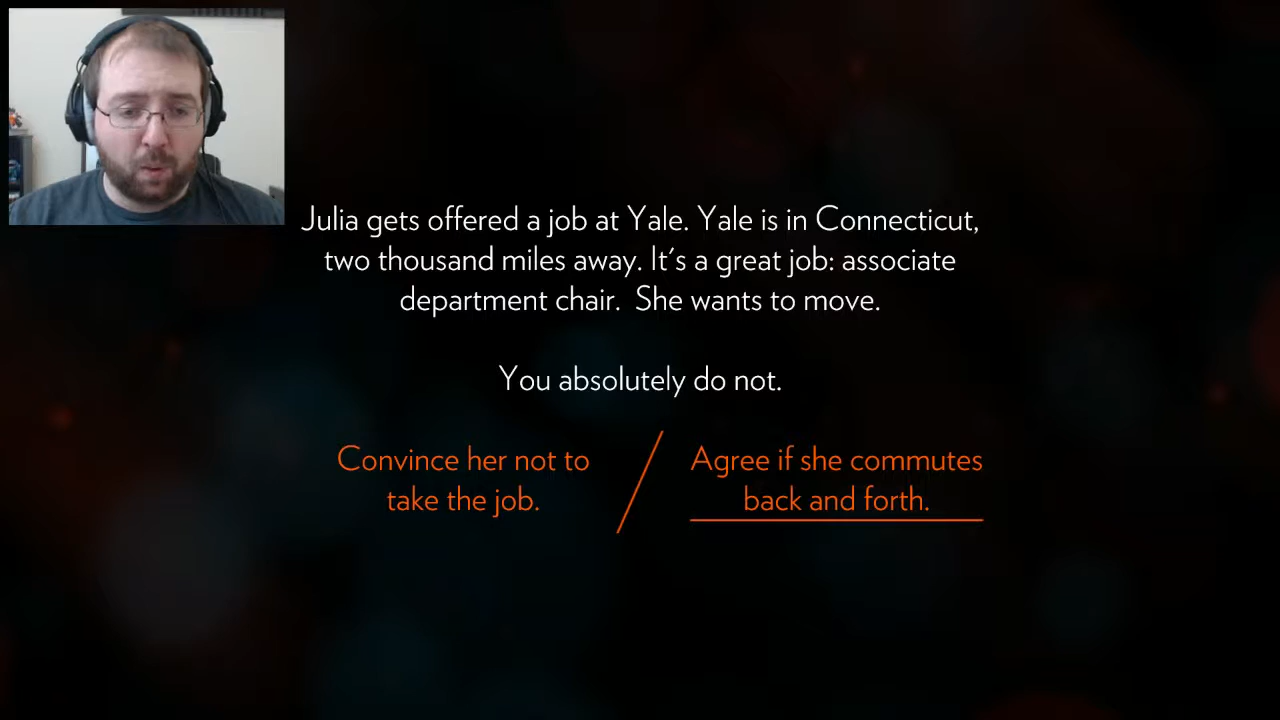 Julia gets offered a job at Yale. Yale is in Connecticut,
two thousand miles away. It's a great job: associate
department chair.  She wants to move.
You absolutely do not.
Convince her not to
take the job.
Agree if she commutes
back and forth.